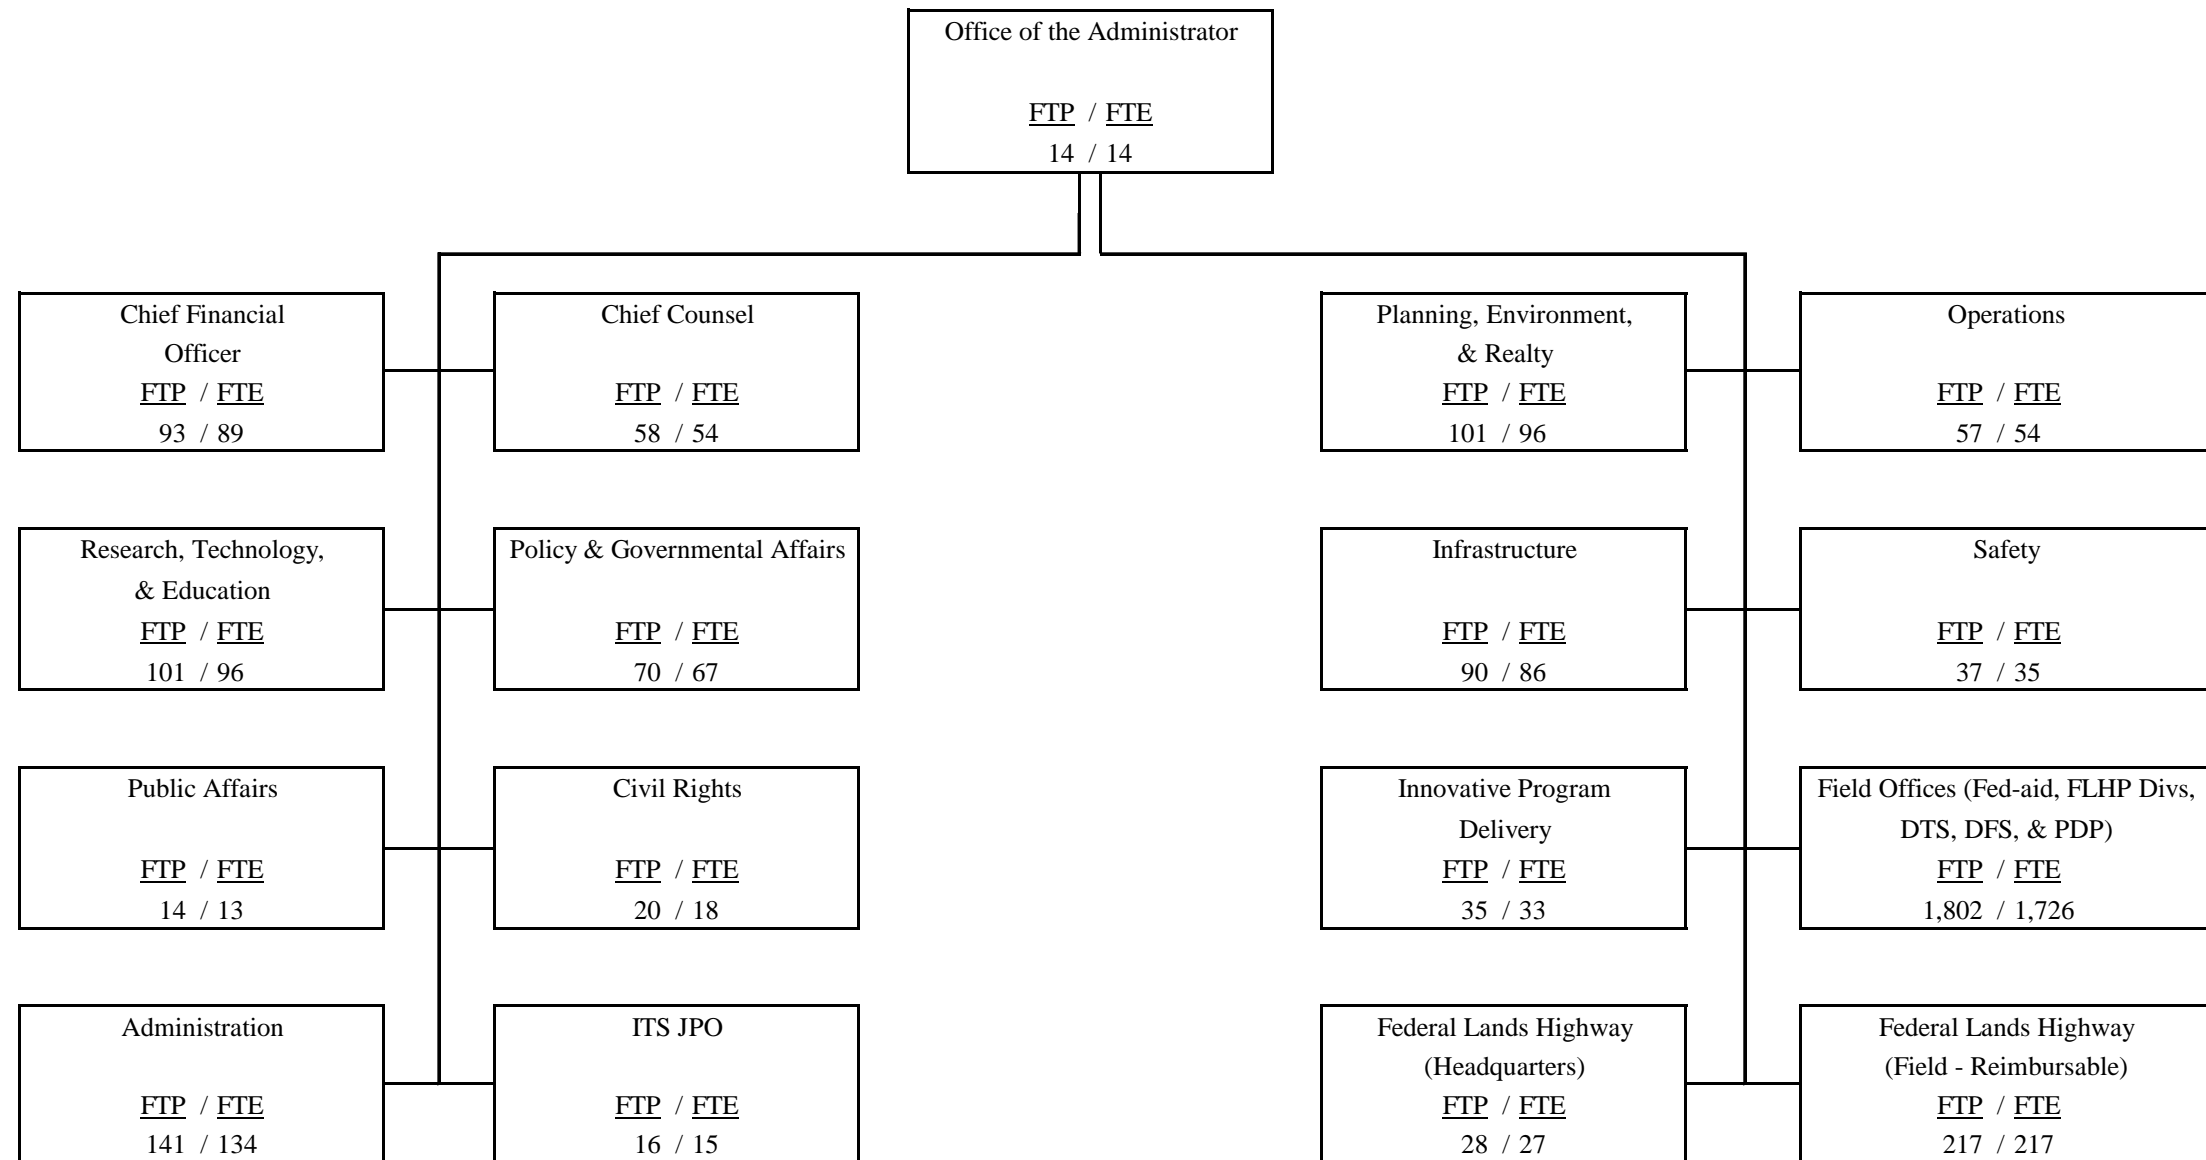 Office of the Administrator
FTP / FTE
14 / 14
Chief Financial
Officer
FTP / FTE
93 / 89
Chief Counsel
FTP / FTE
58 / 54
Planning, Environment,
& Realty
FTP / FTE
101 / 96
Operations
FTP / FTE
57 / 54
Research, Technology,
& Education
FTP / FTE
101 / 96
Policy & Governmental Affairs
FTP / FTE
70 / 67
Infrastructure
FTP / FTE
90 / 86
Safety
FTP / FTE
37 / 35
Public Affairs
FTP / FTE
14 / 13
Civil Rights
FTP / FTE
20 / 18
Innovative Program
Delivery
FTP / FTE
35 / 33
Field Offices (Fed-aid, FLHP Divs,
DTS, DFS, & PDP)
FTP / FTE
1,802 / 1,726
Administration
FTP / FTE
141 / 134
ITS JPO
FTP / FTE
16 / 15
Federal Lands Highway
(Headquarters)
FTP / FTE
28 / 27
Federal Lands Highway
(Field - Reimbursable)
FTP / FTE
217 / 217